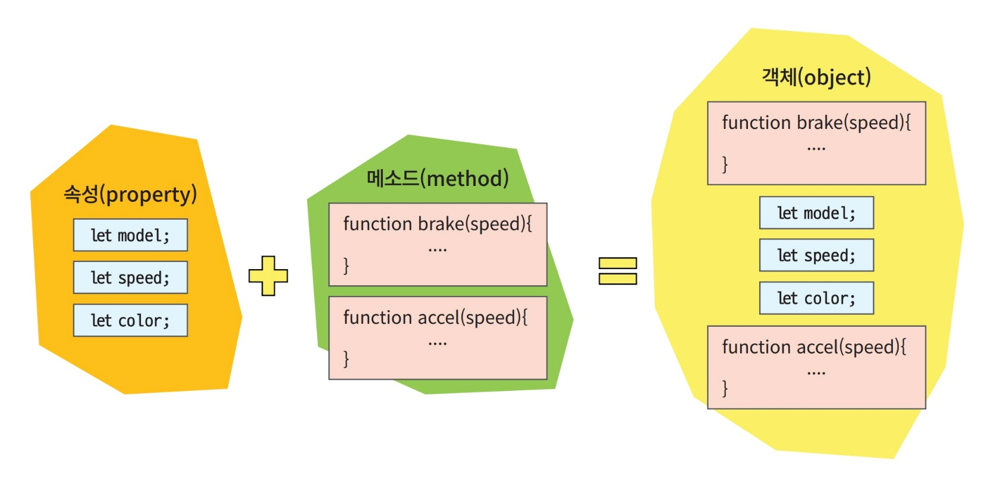 속성(property)
let model;
let speed;
let color;
메소드(method)
function brake(speed){
....
}
function accel(speed){
....
}
객체(object)
function brake(speed){
....
}
let model;
let speed;
let color;
function accel(speed){
....
}